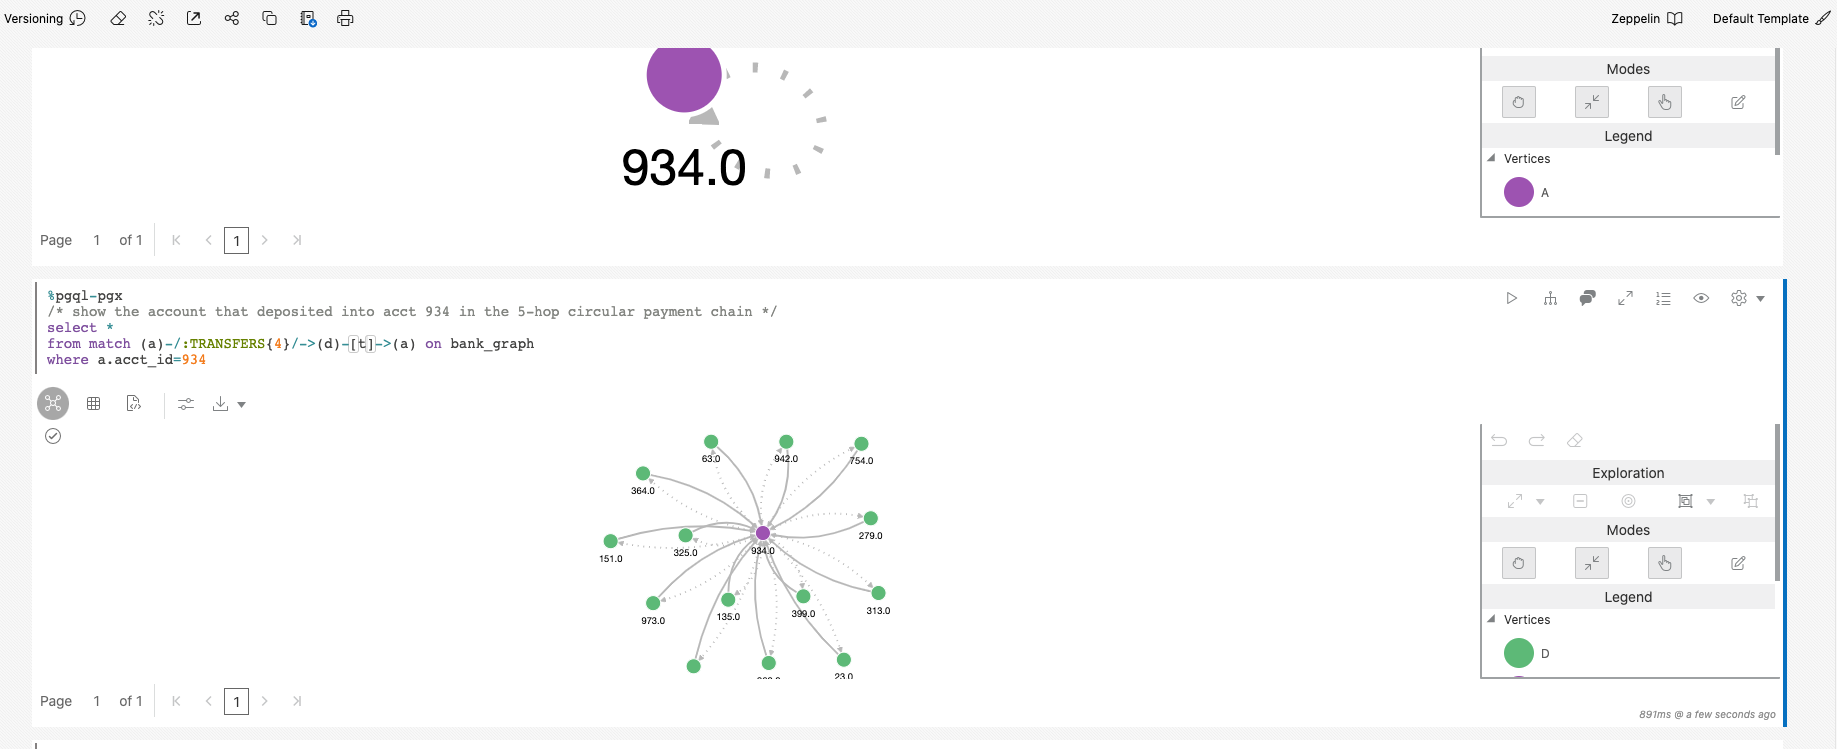 Versioning
Zeppelin
Default Template
Modes
Legend
Vertices
A
934.0
Page 1 of 1 1
%pgql-pgx
/* show the account that deposited into acct 934 in the 5-hop circular payment chain */
select *
from match (a)-/:TRANSFERS{4}/->(d)-[t]->(a) on bank_graph
where a.acct_id=934
63.0
942.0
754.0
364.0
279.0
151.0
325.0
934.0
973.0
135.0
399.0
313.0
23.0
Exploration
Modes
Legend
Vertices
D
Page 1 of 1 1
891ms @ a few seconds ago